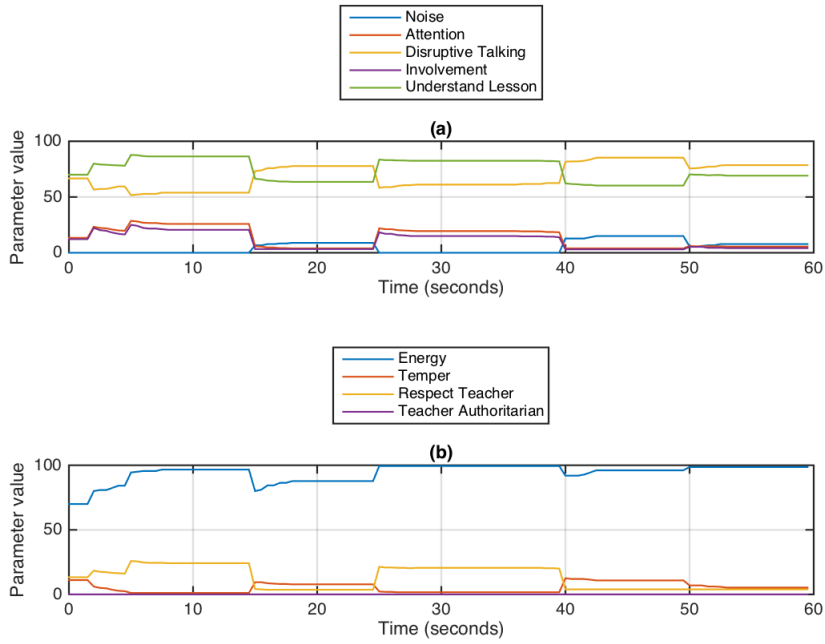 Noise
Attention
Disruptive Talking
Involvement
Understand Lesson
(a)
100
50
0
Parameter value
0 10 20 30 40 50 60
Time (seconds)
Energy
Temper
Respect Teacher
Teacher Authoritarian
(b)
100
50
0
Parameter value
0 10 20 30 40 50 60
Time (seconds)